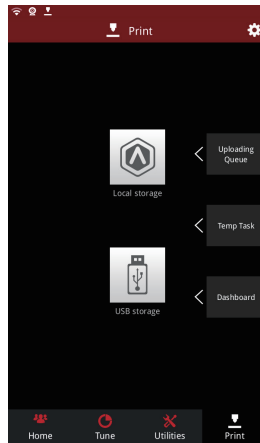 Print
Uploading
Queue
Local storage
Temp Task
Dashboard
USB storage
Home
Tune
Utilities
Print